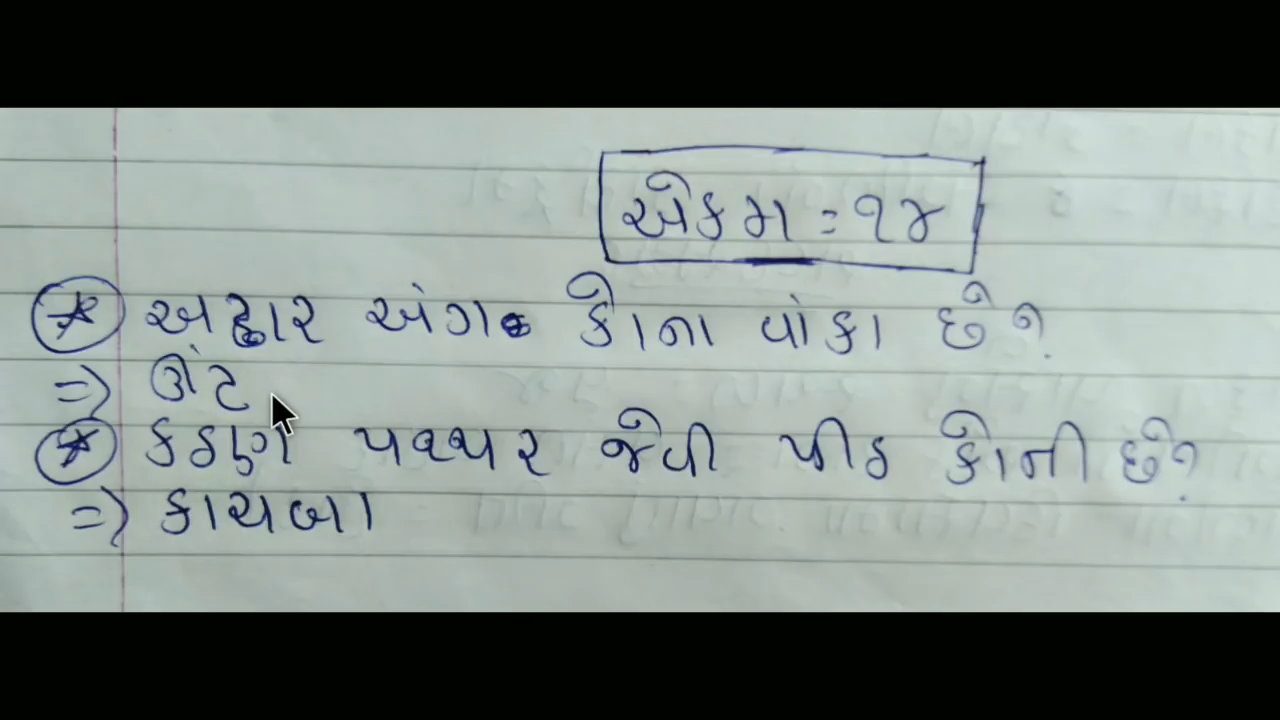 એકમ = ૧૪
અઢાર અંગ કોના વાંકા છે?
=> ઊંટ
કઠણ પથ્થર જેવી પીઠ કોની છે?
=> કાચબા